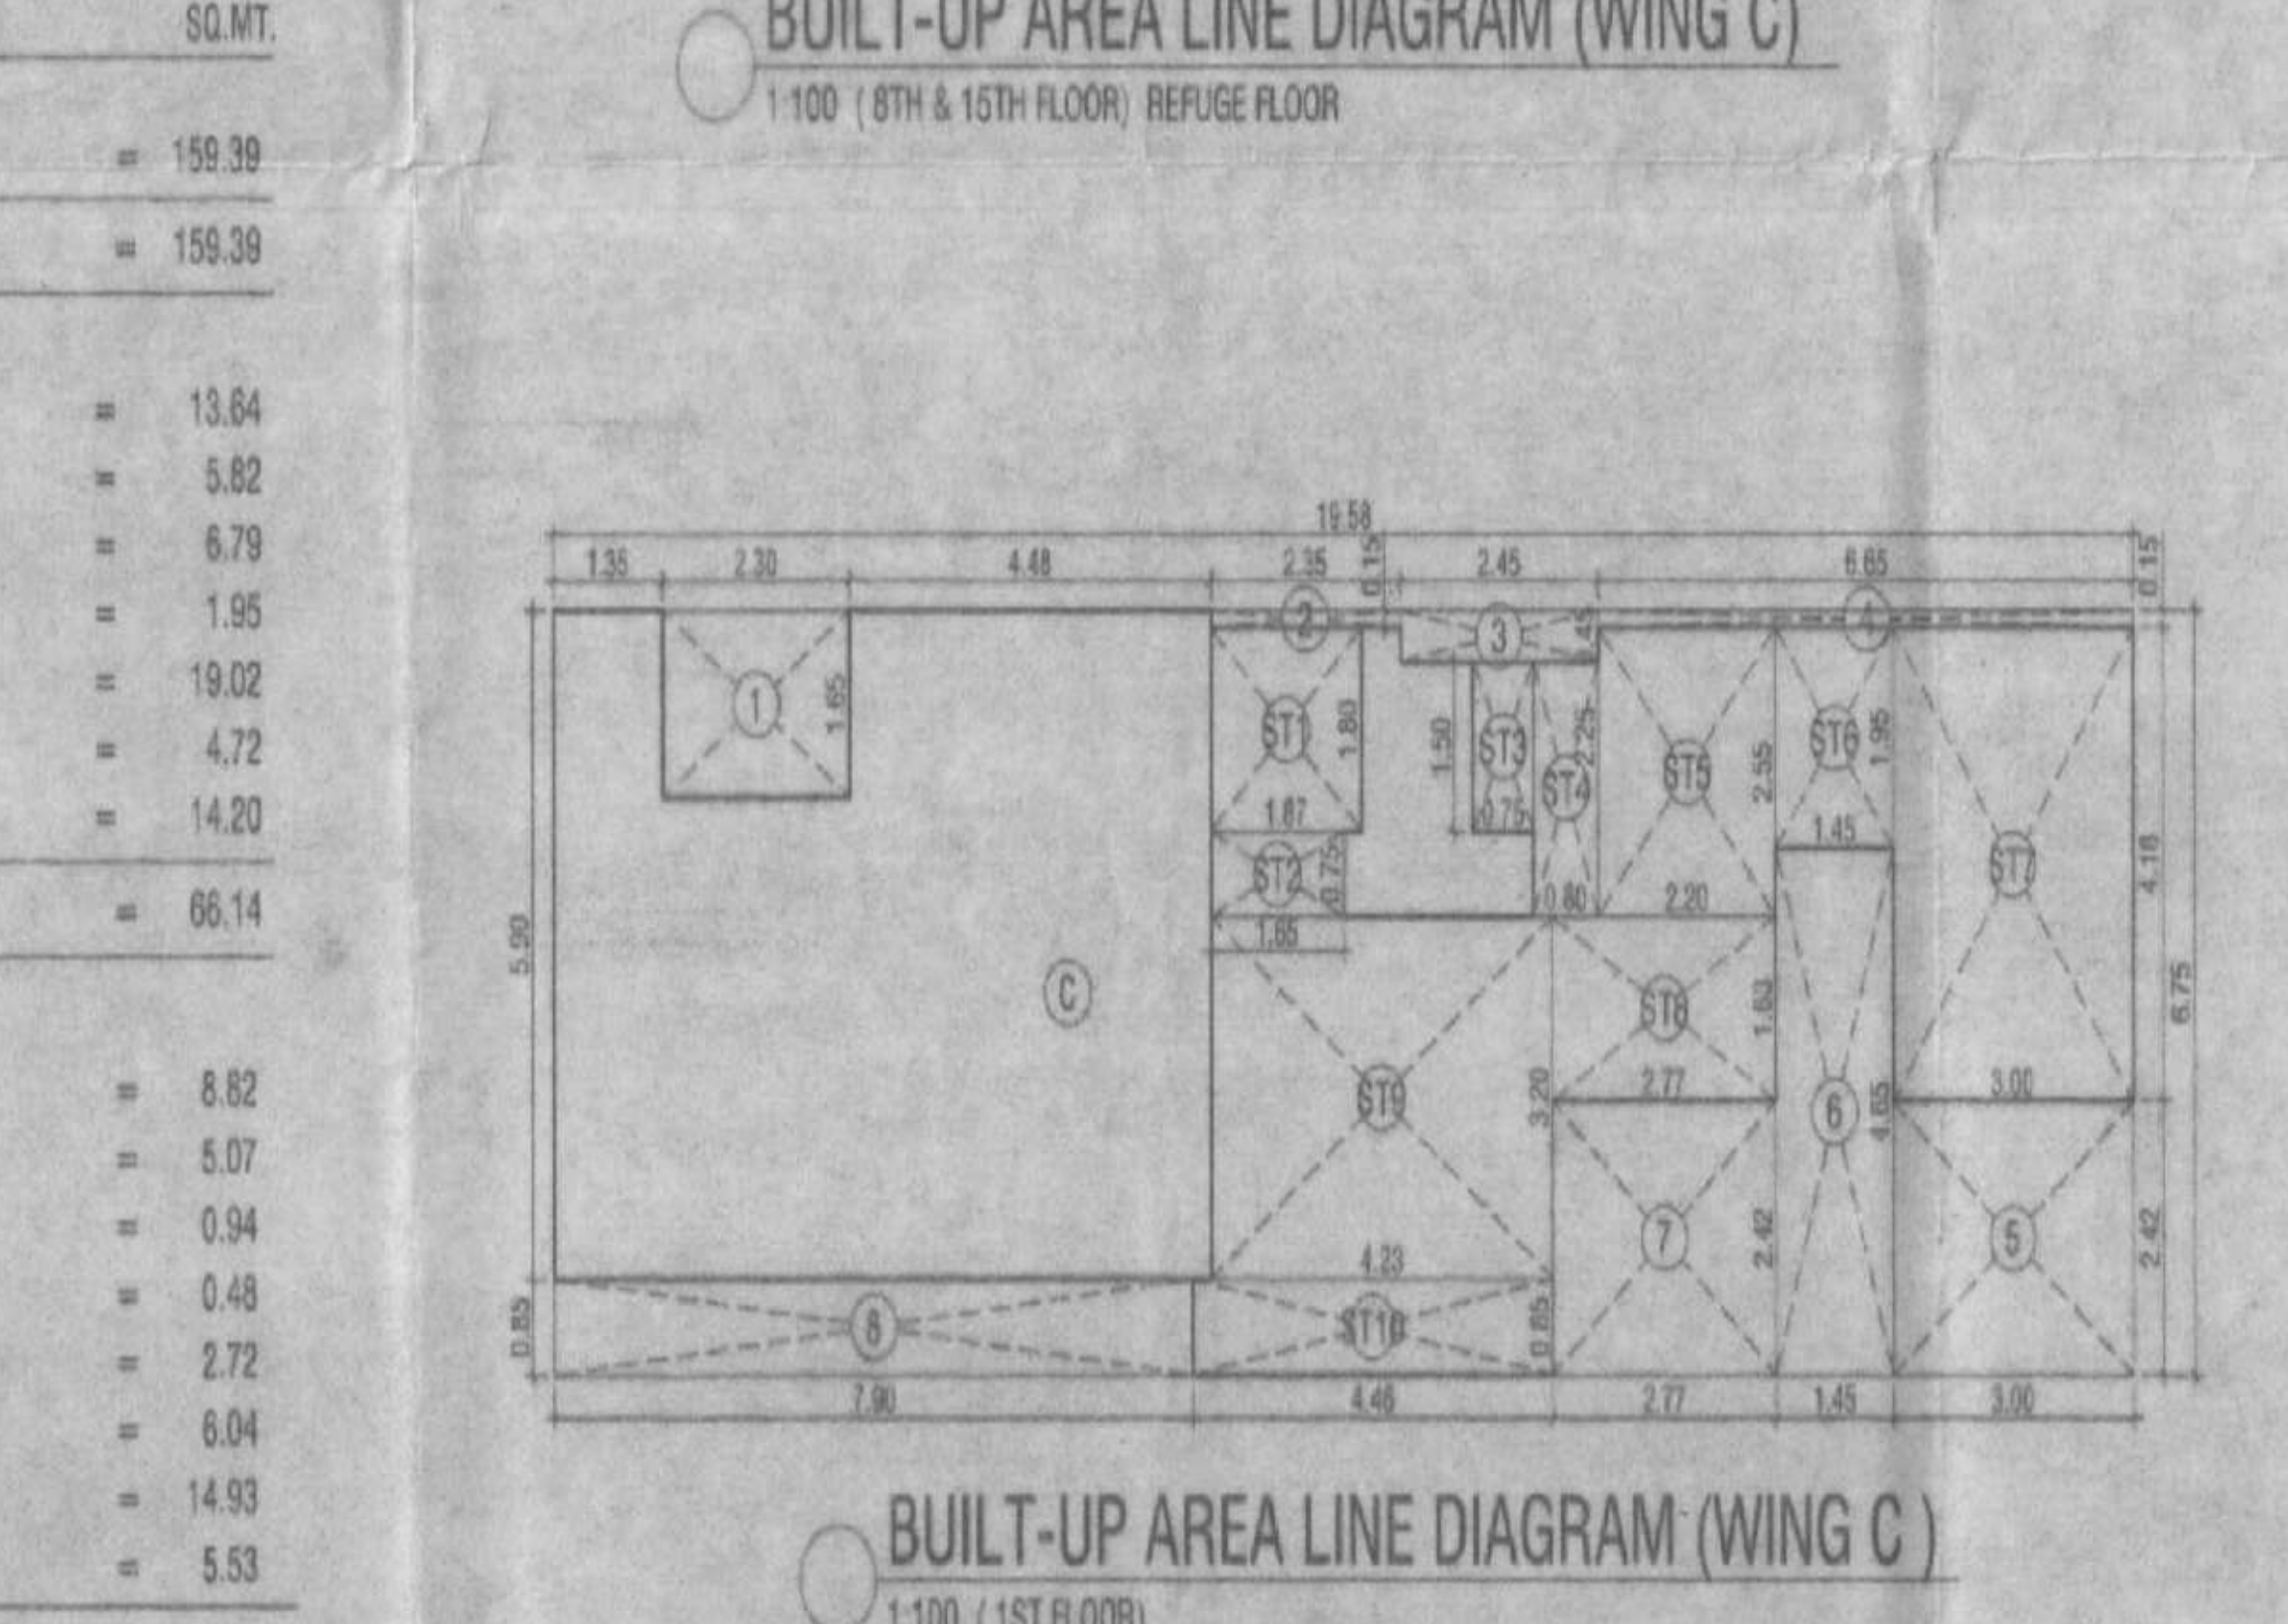 SQ.MT.
= 159.39
= 159.39
= 13.64
= 5.82
= 6.79
= 1.95
= 19.02
= 4.72
= 14.20
= 66.14
= 8.82
= 5.07
= 0.94
= 0.48
= 2.72
= 6.04
= 14.93
= 5.53
BUILT-UP AREA LINE DIAGRAM (WING C)
1:100 ( 8TH & 15TH FLOOR) REFUGE FLOOR
19.58
1.35 2.30 4.48 2.35 0.15 2.45 6.65 0.15
2 3 .45 4
1 1.65 ST1 1.80 1.50 ST3 ST4 2.25 ST5 2.55 ST6 1.95
1.87 0.75 1.45
ST2 0.75 ST7 4.18
0.80 2.20
1.65
5.90 C ST8 1.60 6.75
2.77 3.00
ST9 3.20 6 4.65
7 2.42 5 2.42
4.23
0.85 8 ST10 0.85
7.90 4.46 2.77 1.45 3.00
BUILT-UP AREA LINE DIAGRAM (WING C )
1:100 ( 1ST FLOOR)